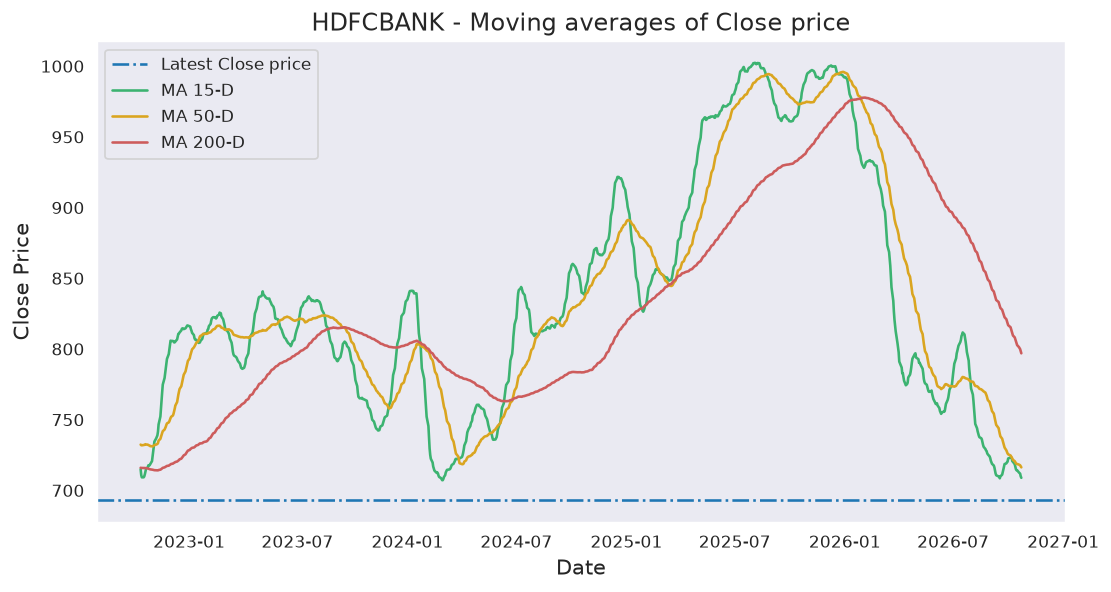 HDFCBANK - Moving averages of Close price
Latest Close price
MA 15-D
MA 50-D
MA 200-D
1000
950
900
850
800
750
700
Close Price
2023-01 2023-07 2024-01 2024-07 2025-01 2025-07 2026-01 2026-07 2027-01
Date